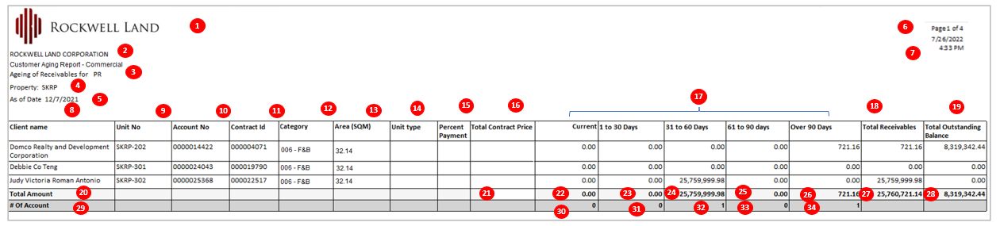 ROCKWELL LAND 1
6 Page1 of 4
7/26/2022
7 4:33 PM
ROCKWELL LAND CORPORATION 2
Customer Aging Report - Commercial
Ageing of Receivables for PR 3
Property: SKRP 4
As of Date 12/7/2021 5
8 9 10 11 12 13 14 15 16 17 18 19
Client name Unit No Account No Contract Id Category Area (SQM) Unit type Percent Payment Total Contract Price Current 1 to 30 Days 31 to 60 Days 61 to 90 days Over 90 Days Total Receivables Total Outstanding Balance
Domco Realty and Development Corporation SKRP-202 0000014422 000004071 006 - F&B 32.14 0.00 0.00 0.00 0.00 721.16 721.16 8,319,342.44
Debbie Co Teng SKRP-301 0000024043 000019790 006 - F&B 32.14 0.00 0.00 0.00 0.00 0.00 0.00 0.00
Judy Victoria Roman Antonio SKRP-302 0000025368 000022517 006 - F&B 32.14 0.00 0.00 25,759,999.98 0.00 0.00 25,759,999.98 0.00
Total Amount 20 21 22 0.00 23 0.00 24 25,759,999.98 25 0.00 26 721.16 27 25,760,721.14 28 8,319,342.44
# Of Account 29 30 0 31 0 32 1 33 0 34 1